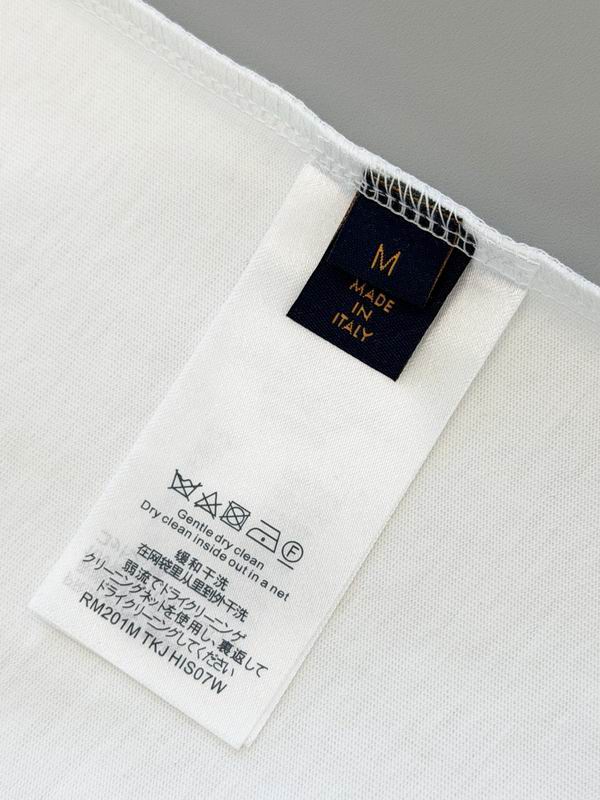 M
MADE
IN
ITALY
F
Gentle dry clean
Dry clean inside out in a net
缓和干洗
在网袋里从里到外干洗
弱流でドライクリーニング
クリーニングネットを使用し、裏返して
ドライクリーニングしてください
RM201M TKJ HIS07W